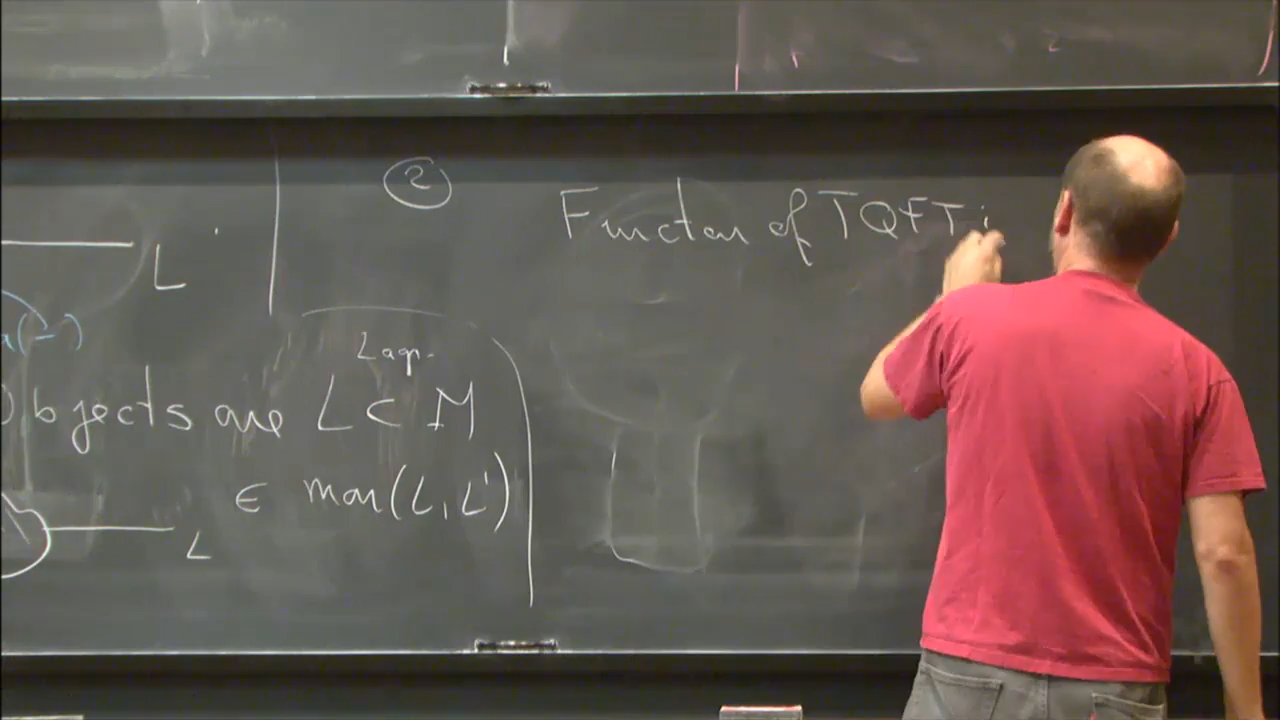 2
Functor of TQFT i
L
a(-)
Lagr.
Objects are L ⊂ M
∈ mor(L, L')
L